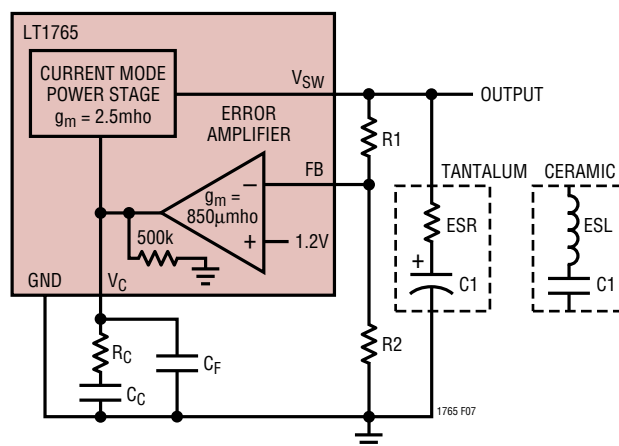 LT1765
CURRENT MODE
POWER STAGE
gm = 2.5mho
VSW
OUTPUT
ERROR
AMPLIFIER
R1
FB
TANTALUM
CERAMIC
gm =
850μmho
–
+
1.2V
500k
ESR
ESL
+
C1
C1
GND
VC
RC
CF
R2
CC
1765 F07